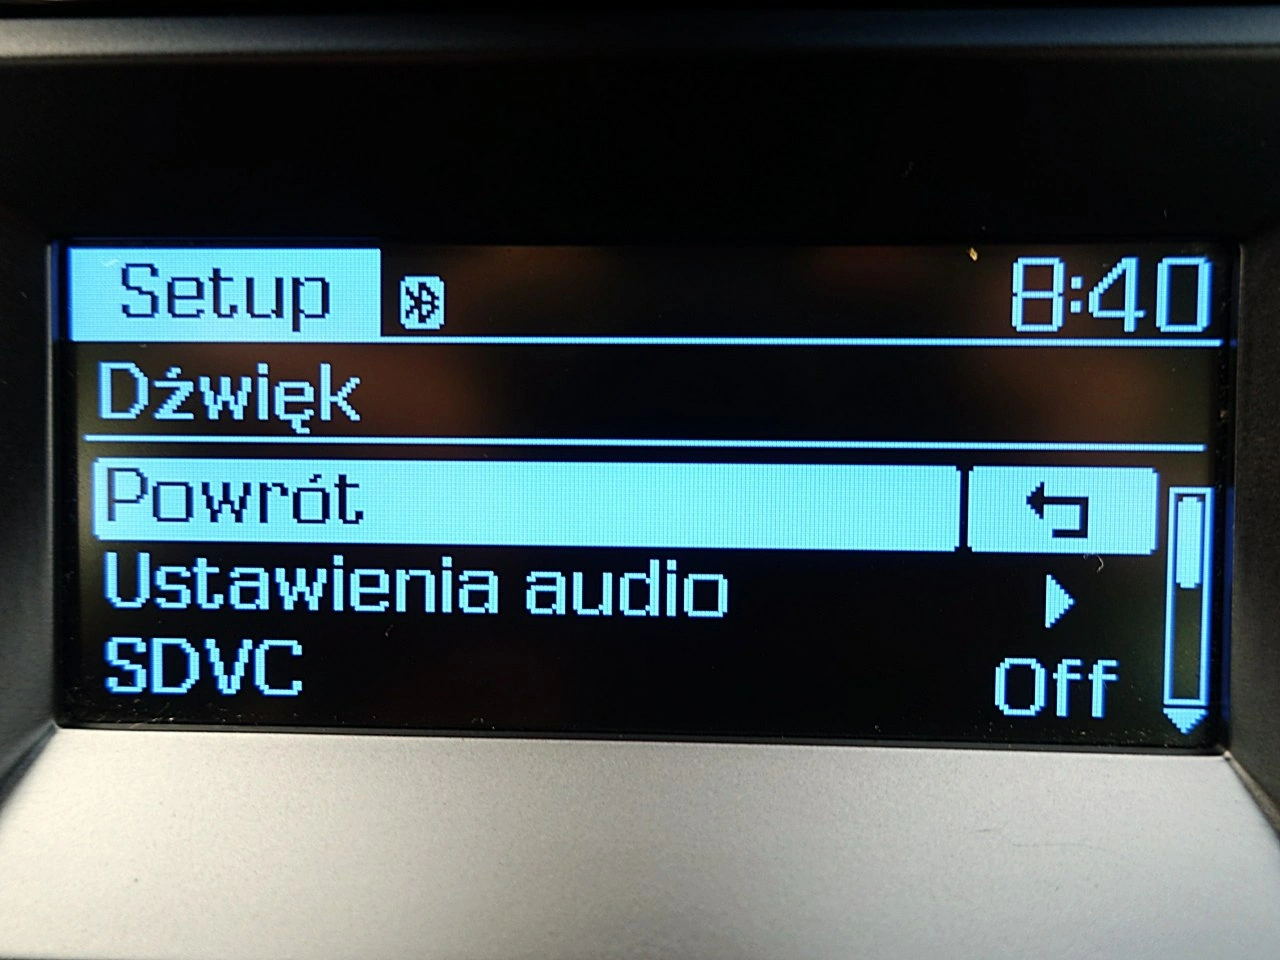 Setup 8:40
Dźwięk
Powrót
Ustawienia audio
SDVC Off